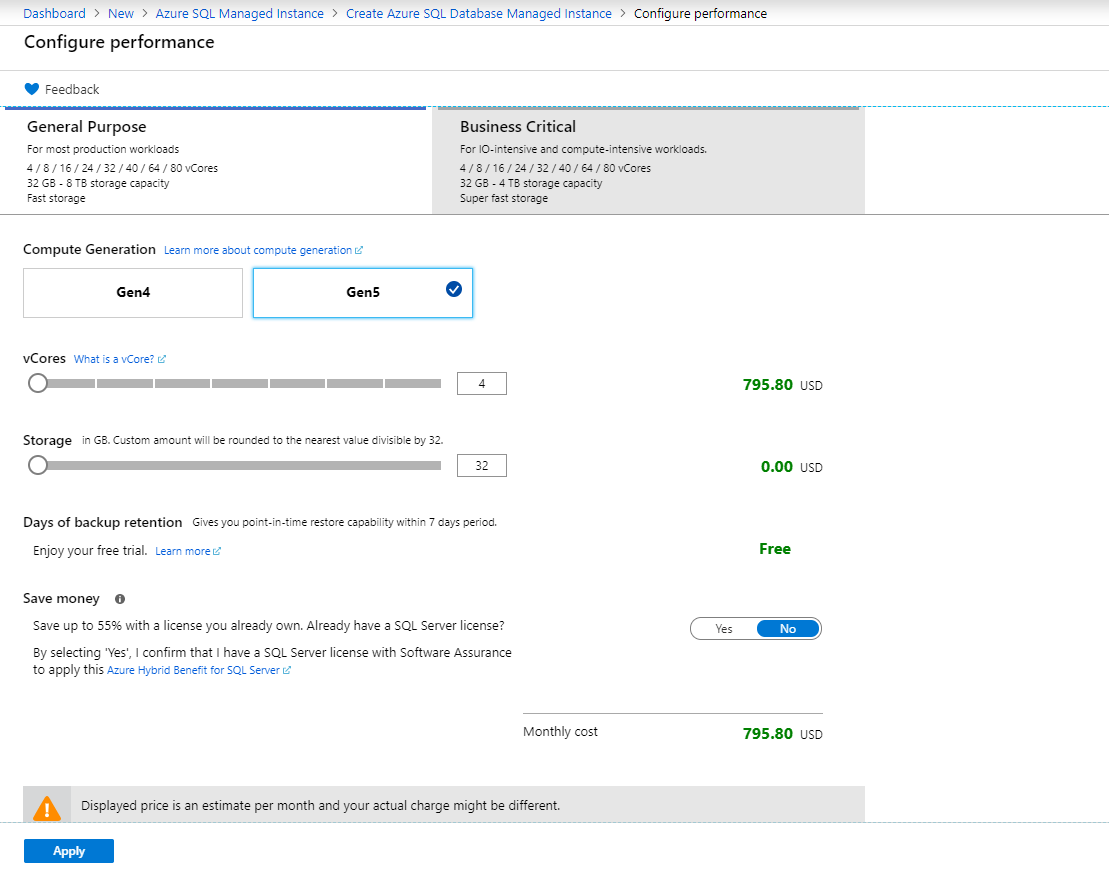 Dashboard > New > Azure SQL Managed Instance > Create Azure SQL Database Managed Instance > Configure performance
Configure performance
Feedback
General Purpose
For most production workloads
4 / 8 / 16 / 24 / 32 / 40 / 64 / 80 vCores
32 GB - 8 TB storage capacity
Fast storage
Business Critical
For IO-intensive and compute-intensive workloads.
4 / 8 / 16 / 24 / 32 / 40 / 64 / 80 vCores
32 GB - 4 TB storage capacity
Super fast storage
Compute Generation Learn more about compute generation
Gen4
Gen5
vCores What is a vCore?
4
795.80 USD
Storage in GB. Custom amount will be rounded to the nearest value divisible by 32.
32
0.00 USD
Days of backup retention Gives you point-in-time restore capability within 7 days period.
Enjoy your free trial. Learn more
Free
Save money
Save up to 55% with a license you already own. Already have a SQL Server license?
Yes No
By selecting 'Yes', I confirm that I have a SQL Server license with Software Assurance
to apply this Azure Hybrid Benefit for SQL Server
Monthly cost 795.80 USD
Displayed price is an estimate per month and your actual charge might be different.
Apply